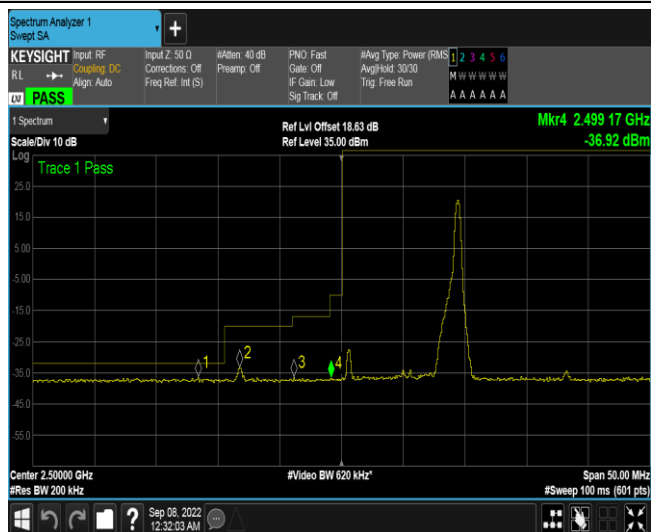 Spectrum Analyzer 1
Swept SA
+
KEYSIGHT
RL
LXI PASS
Input: RF
Coupling: DC
Align: Auto
Input Z: 50 Ω
Corrections: Off
Freq Ref: Int (S)
#Atten: 40 dB
Preamp: Off
PNO: Fast
Gate: Off
IF Gain: Low
Sig Track: Off
#Avg Type: Power (RMS
Avg|Hold: 30/30
Trig: Free Run
1 2 3 4 5 6
M W W W W W
A A A A A A
1 Spectrum
Scale/Div 10 dB
Ref Lvl Offset 18.63 dB
Ref Level 35.00 dBm
Mkr4 2.499 17 GHz
-36.92 dBm
Log
Trace 1 Pass
25.0
15.0
5.00
-5.00
-15.0
-25.0
-35.0
-45.0
-55.0
1
2
3
4
Center 2.50000 GHz
#Res BW 200 kHz
#Video BW 620 kHz*
Span 50.00 MHz
#Sweep 100 ms (601 pts)
?
Sep 08, 2022
12:32:03 AM